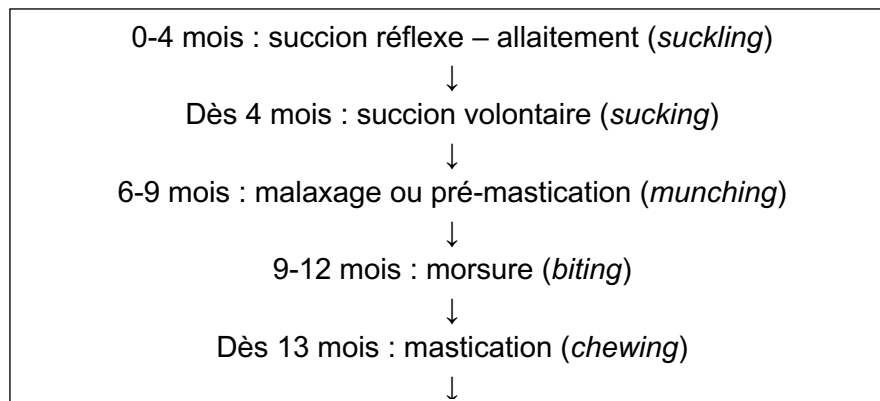 0-4 mois : succion réflexe – allaitement (suckling)
↓
Dès 4 mois : succion volontaire (sucking)
↓
6-9 mois : malaxage ou pré-mastication (munching)
↓
9-12 mois : morsure (biting)
↓
Dès 13 mois : mastication (chewing)
↓